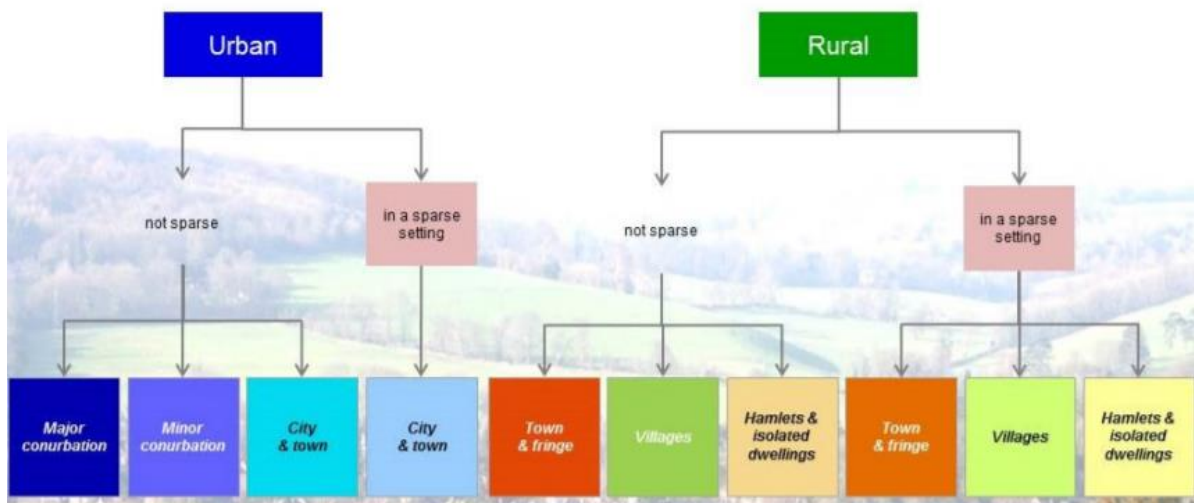 Urban
Rural
not sparse
in a sparse
setting
not sparse
in a sparse
setting
Major
conurbation
Minor
conurbation
City
& town
City
& town
Town
& fringe
Villages
Hamlets &
isolated
dwellings
Town
& fringe
Villages
Hamlets &
isolated
dwellings